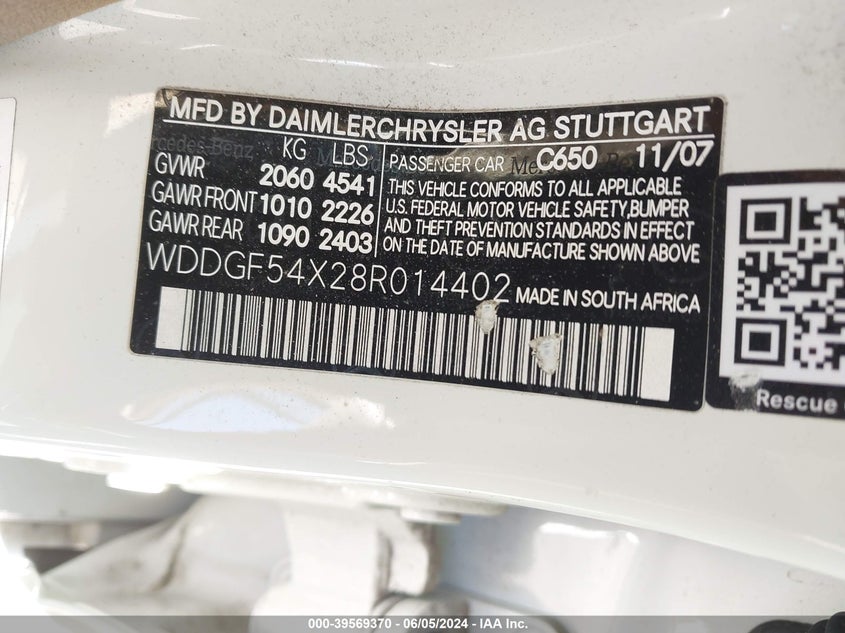 MFD BY DAIMLERCHRYSLER AG STUTTGART
KG LBS
GVWR 2060 4541
GAWR FRONT 1010 2226
GAWR REAR 1090 2403
PASSENGER CAR C650 11/07
THIS VEHICLE CONFORMS TO ALL APPLICABLE
U.S. FEDERAL MOTOR VEHICLE SAFETY,BUMPER
AND THEFT PREVENTION STANDARDS IN EFFECT
ON THE DATE OF MANUFACTURE SHOWN ABOVE
WDDGF54X28R014402 MADE IN SOUTH AFRICA
Rescue
000-39569370 - 06/05/2024 - IAA Inc.